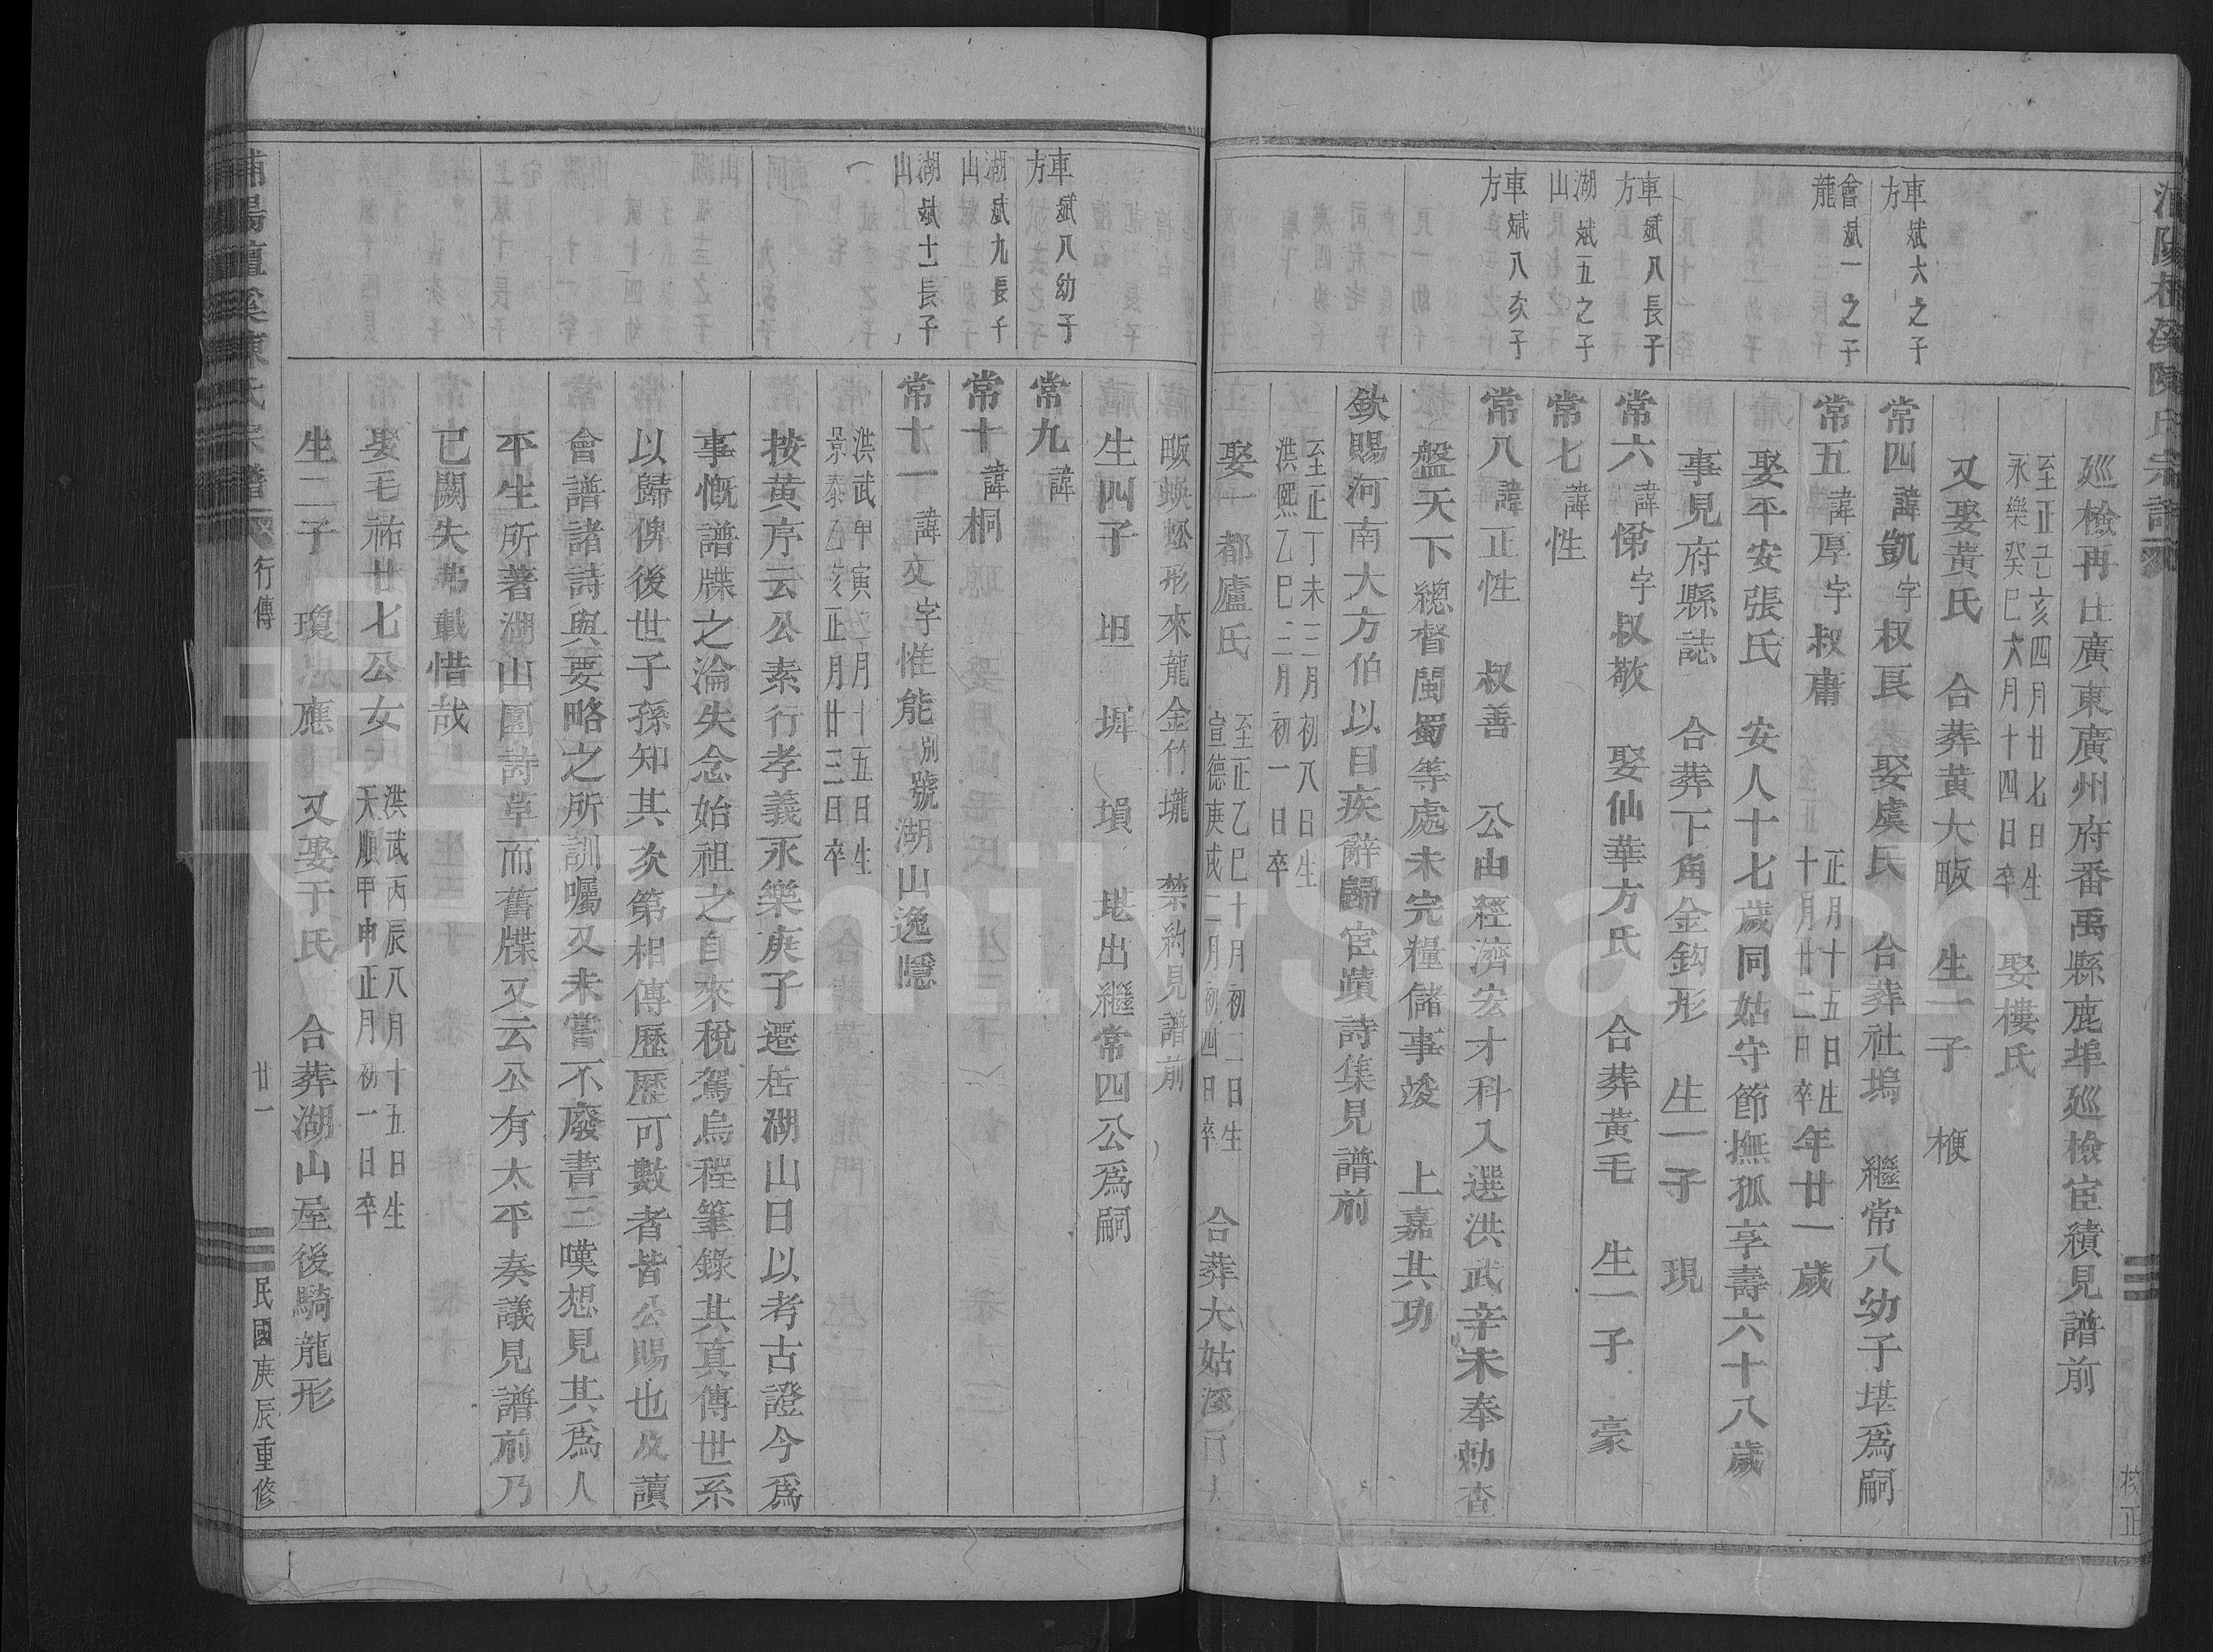 陳氏宗譜
校正
廵檢再任廣東廣州府番禹縣鹿埠廵檢宦績見譜前
至正己亥四月廿七日生
永樂癸巳六月十四日卒
娶樓氏
又娶黃氏 合葬黃大畈 生一子 楩
車方 斌六之子
常四 諱凱 字叔長 娶虞氏 合葬社塢 繼常八幼子堪爲嗣
會龍 斌一之子
常五 諱厚 字叔庸
正月十五日生
十月廿二日卒
年廿一歲
娶平安張氏 安人十七歲同姑守節撫孤享壽六十八歲
事見府縣誌 合葬下角金鈎形 生一子 現
車方 斌八長子
常六 諱悌 字叔敬 娶仙華方氏 合葬黃毛 生一子 豪
湖山 斌五之子
常七 諱性
車方 斌八次子
常八 諱正性 叔善 公由經濟宏才科入選洪武辛未奉勑查
盤天下總督閩蜀等處未完糧儲事竣 上嘉其功
欽賜河南大方伯以目疾辭歸宦蹟詩集見譜前
至正丁未三月初八日生
洪熙乙巳二月初一日卒
娶一都廬氏
至正乙巳十月初二日生
宣德庚戌二月初四日卒
合葬大姑
畈蜈蚣形來龍金竹壠 禁約見譜前
生四子 坦 墀 塤 堪出繼常四公爲嗣
車方 斌八幼子
常九 諱
湖山 斌九長子
常十 諱桐
湖山 斌十一長子
常十一 諱文 字惟能 別號湖山逸隱
洪武甲寅二月十五日生
景泰乙亥正月廿三日卒
按黃序云公素行孝義永樂庚子遷居湖山日以考古證今爲
事慨譜牒之淪失念始祖之自來稅駕烏程筆錄其真傳世系
以歸俾後世子孫知其次第相傳歷歷可數者皆公賜也及讀
會譜諸詩與要略之所訓囑又未嘗不廢書三嘆想見其爲人
平生所著湖山園詩草而舊牒又云公有太平奏議見譜前乃
已闕失弗載惜哉
娶毛祐廿七公女
洪武丙辰八月十五日生
天順甲申正月初一日卒
生二子 瓊 應 又娶于氏 合葬湖山屋後騎龍形
浦陽檀溪陳氏宗譜 行傳 廿一 民國庚辰重修